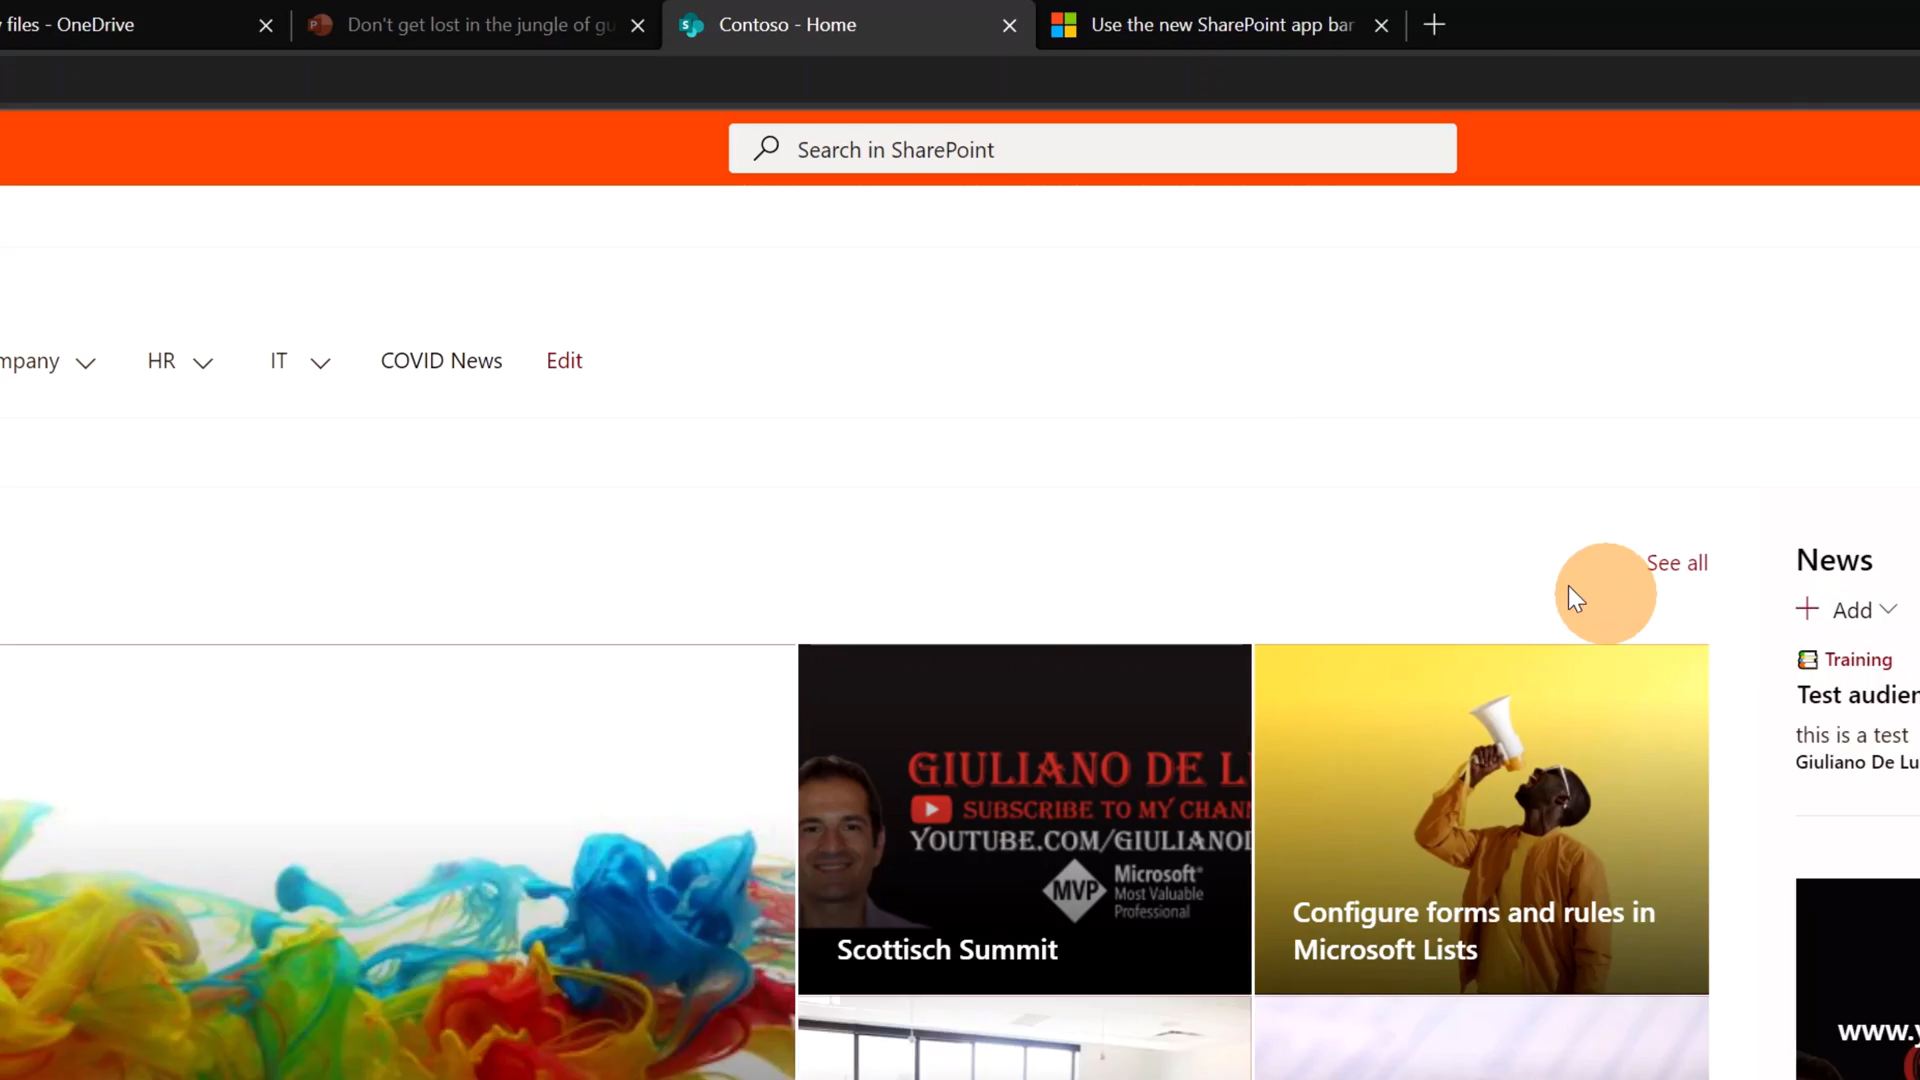 files - OneDrive
Don't get lost in the jungle of gu
Contoso - Home
Use the new SharePoint app bar
Search in SharePoint
mpany
HR
IT
COVID News
Edit
See all
News
Add
Training
Test audien
this is a test
Giuliano De Lu
GIULIANO DE L
SUBSCRIBE TO MY CHAN
YOUTUBE.COM/GIULIANOD
MVP
Microsoft®
Most Valuable
Professional
Scottisch Summit
Configure forms and rules in
Microsoft Lists
www.y